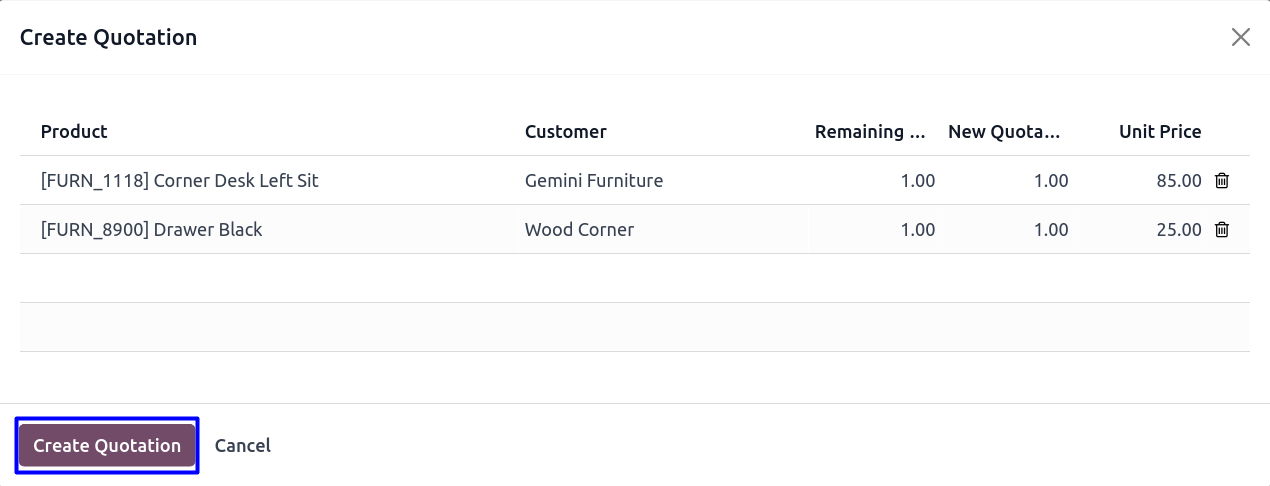 Create Quotation
Product Customer Remaining ... New Quota... Unit Price
[FURN_1118] Corner Desk Left Sit Gemini Furniture 1.00 1.00 85.00
[FURN_8900] Drawer Black Wood Corner 1.00 1.00 25.00
Create Quotation Cancel